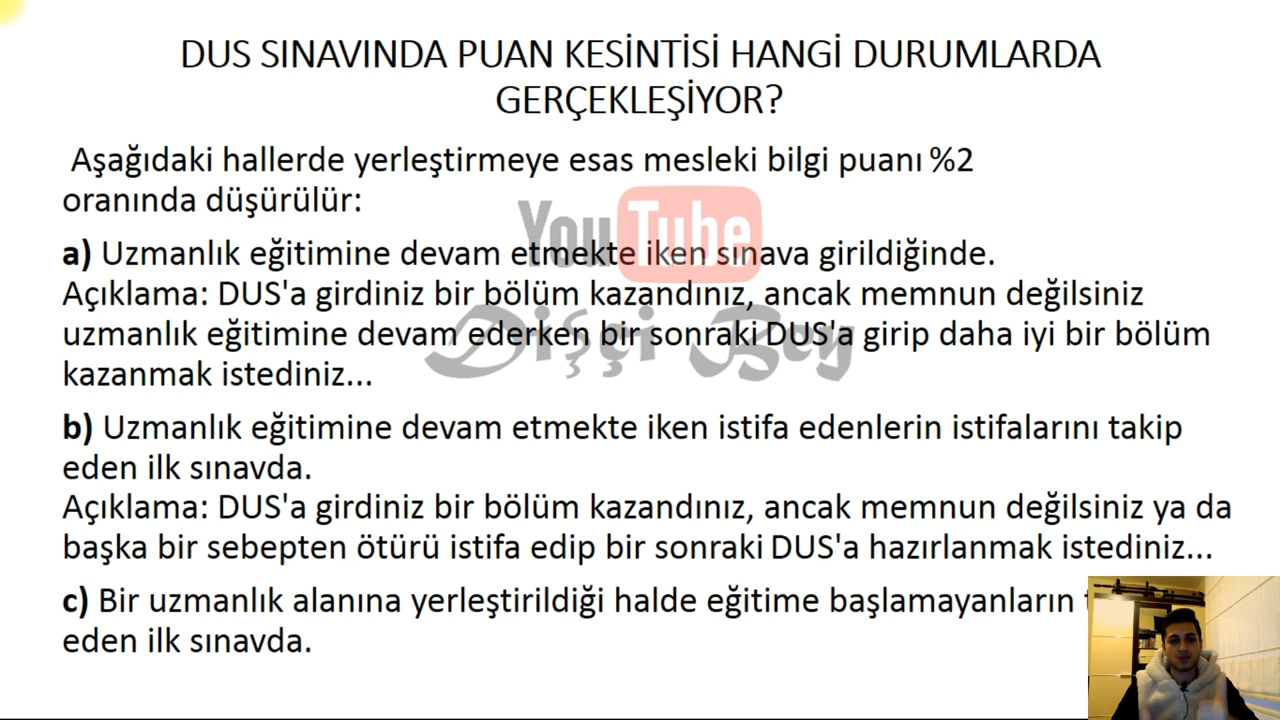 DUS SINAVINDA PUAN KESİNTİSİ HANGİ DURUMLARDA
GERÇEKLEŞİYOR?
Aşağıdaki hallerde yerleştirmeye esas mesleki bilgi puanı %2
oranında düşürülür:
a) Uzmanlık eğitimine devam etmekte iken sınava girildiğinde.
Açıklama: DUS'a girdiniz bir bölüm kazandınız, ancak memnun değilsiniz
uzmanlık eğitimine devam ederken bir sonraki DUS'a girip daha iyi bir bölüm
kazanmak istediniz...
b) Uzmanlık eğitimine devam etmekte iken istifa edenlerin istifalarını takip
eden ilk sınavda.
Açıklama: DUS'a girdiniz bir bölüm kazandınız, ancak memnun değilsiniz ya da
başka bir sebepten ötürü istifa edip bir sonraki DUS'a hazırlanmak istediniz...
c) Bir uzmanlık alanına yerleştirildiği halde eğitime başlamayanların
eden ilk sınavda.
YouTube
Dişçi Bey